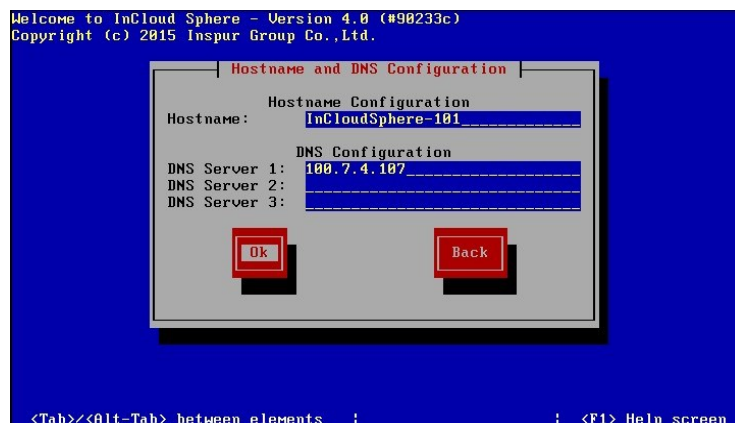 Welcome to InCloud Sphere - Version 4.0 (#90233c)
Copyright (c) 2015 Inspur Group Co.,Ltd.
Hostname and DNS Configuration
Hostname Configuration
Hostname: InCloudSphere-101
DNS Configuration
DNS Server 1: 100.7.4.107
DNS Server 2:
DNS Server 3:
Ok Back
<Tab>/<Alt-Tab> between elements ¦ ¦ <F1> Help screen